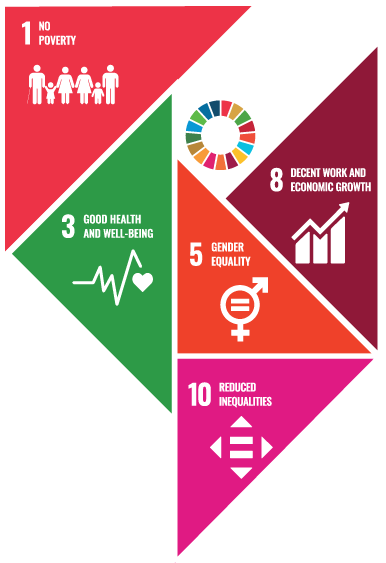 1 NO
POVERTY
3 GOOD HEALTH
AND WELL-BEING
5 GENDER
EQUALITY
8 DECENT WORK AND
ECONOMIC GROWTH
10 REDUCED
INEQUALITIES